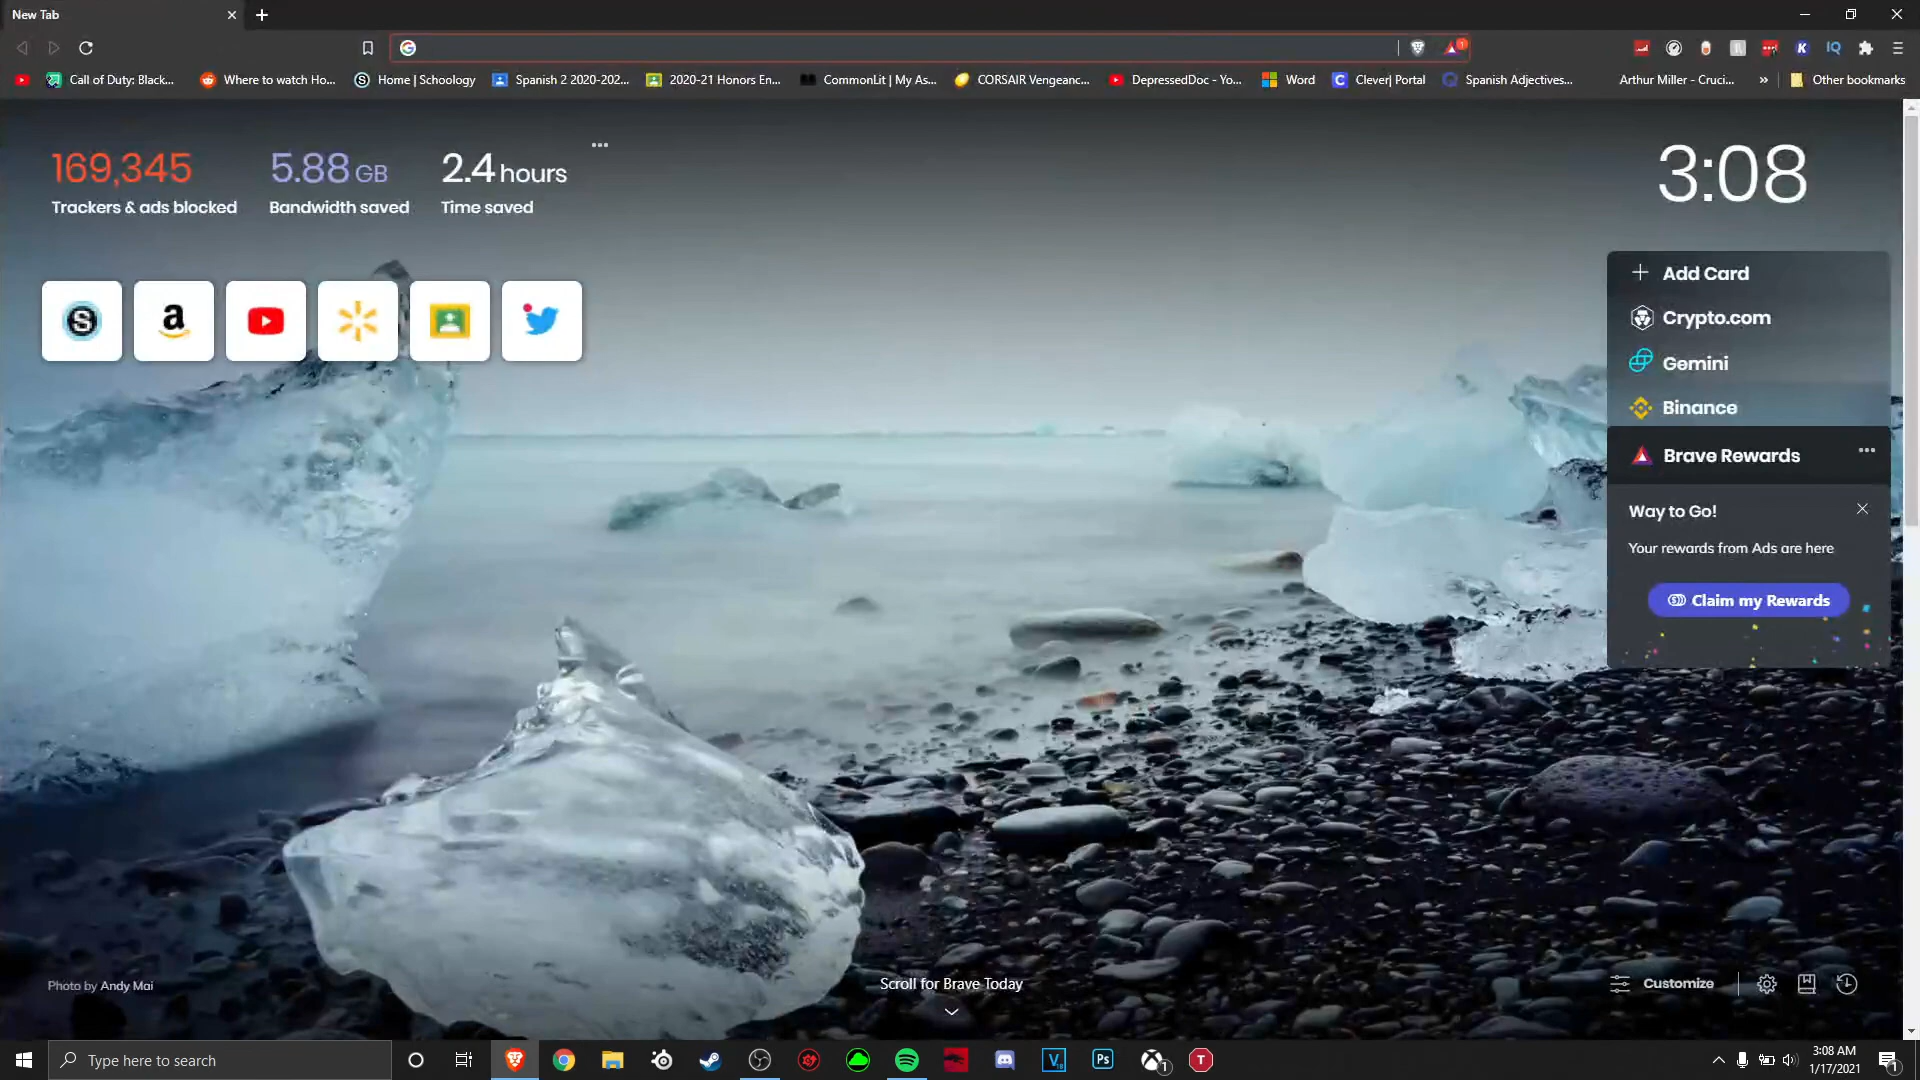 New Tab
1
Call of Duty: Black...
Where to watch Ho...
Home | Schoology
Spanish 2 2020-202...
2020-21 Honors En...
CommonLit | My As...
CORSAIR Vengeanc...
DepressedDoc - Yo...
Word
Clever| Portal
Spanish Adjectives...
Arthur Miller - Cruci...
»
Other bookmarks
169,345
Trackers & ads blocked
5.88 GB
Bandwidth saved
2.4 hours
Time saved
3:08
Add Card
Crypto.com
Gemini
Binance
Brave Rewards
Way to Go!
Your rewards from Ads are here
Claim my Rewards
Photo by Andy Mai
Scroll for Brave Today
Customize
Type here to search
3:08 AM
1/17/2021